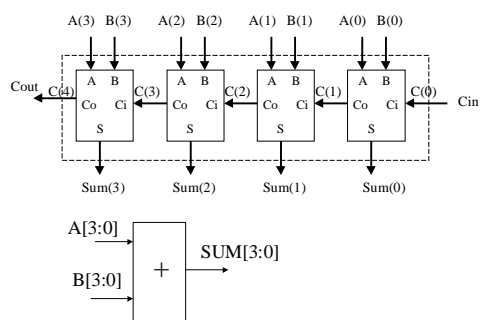 A(3) B(3) A(2) B(2) A(1) B(1) A(0) B(0)
Cout C(4) A B C(3) A B C(2) A B C(1) A B C(0) Cin
Co Ci Co Ci Co Ci Co Ci
S S S S
Sum(3) Sum(2) Sum(1) Sum(0)
A[3:0]
SUM[3:0]
+
B[3:0]